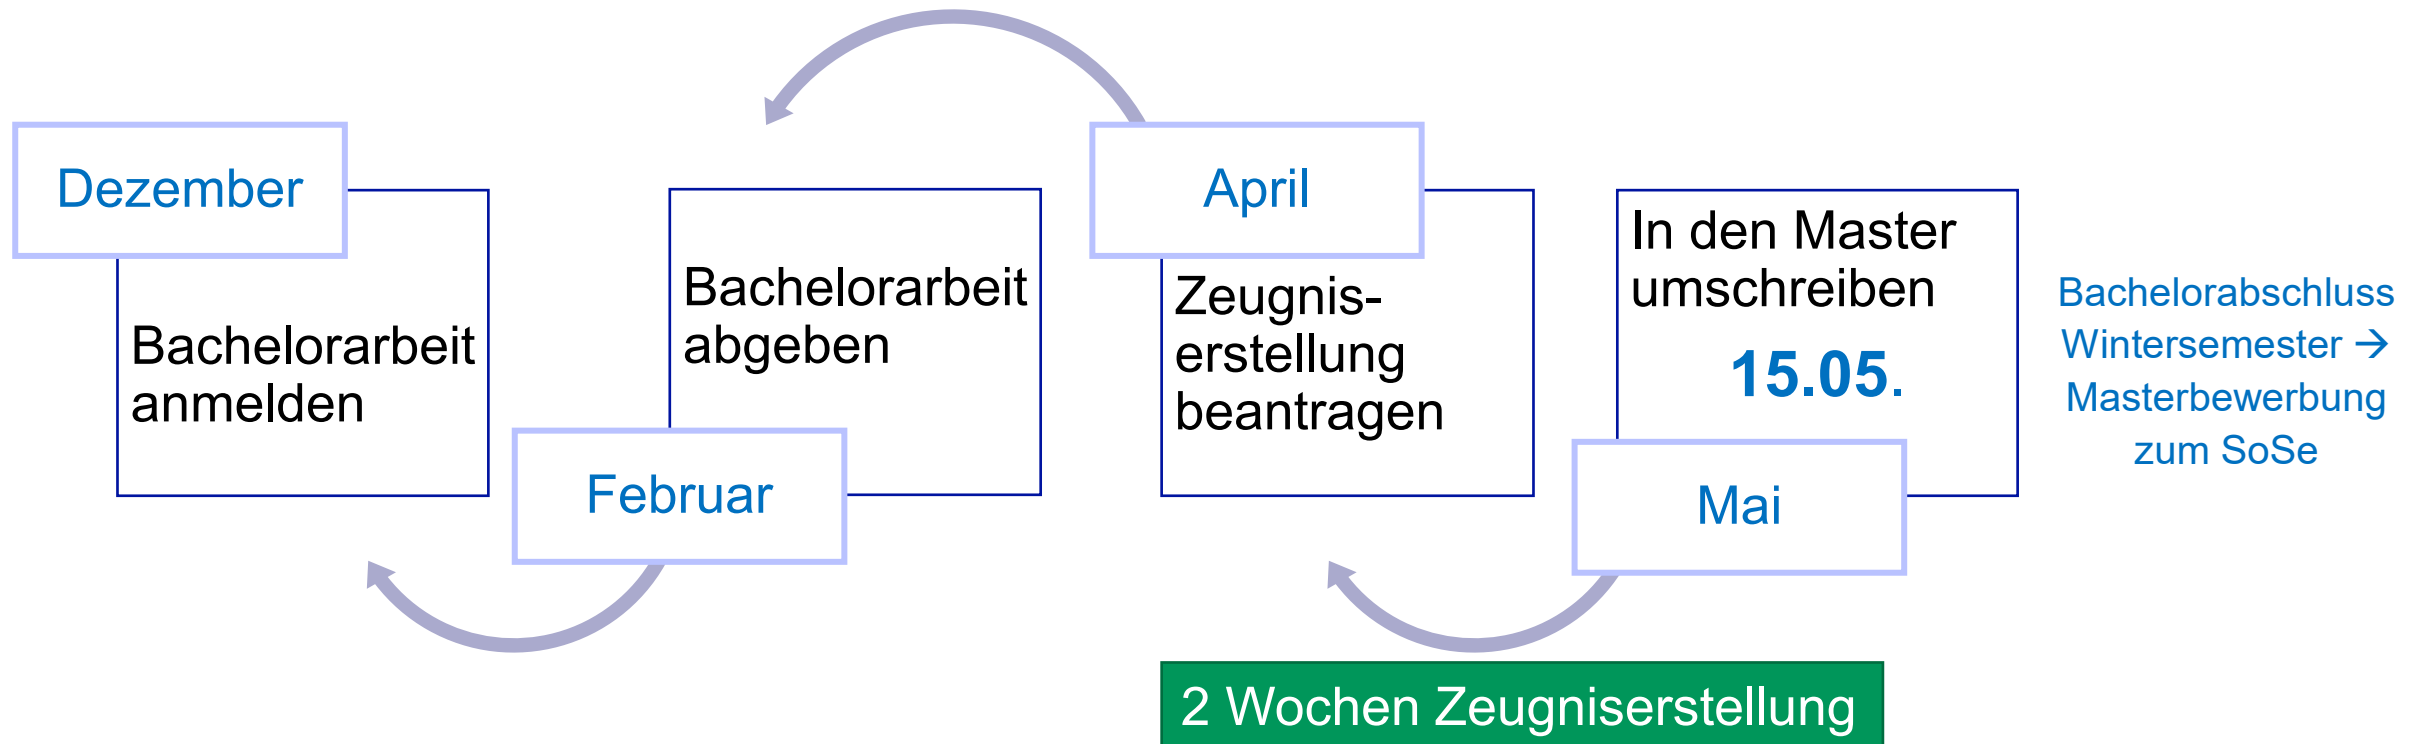 Dezember
Bachelorarbeit
anmelden
Bachelorarbeit
abgeben
Februar
April
Zeugnis-
erstellung
beantragen
In den Master
umschreiben
15.05.
Mai
Bachelorabschluss
Wintersemester →
Masterbewerbung
zum SoSe
2 Wochen Zeugniserstellung